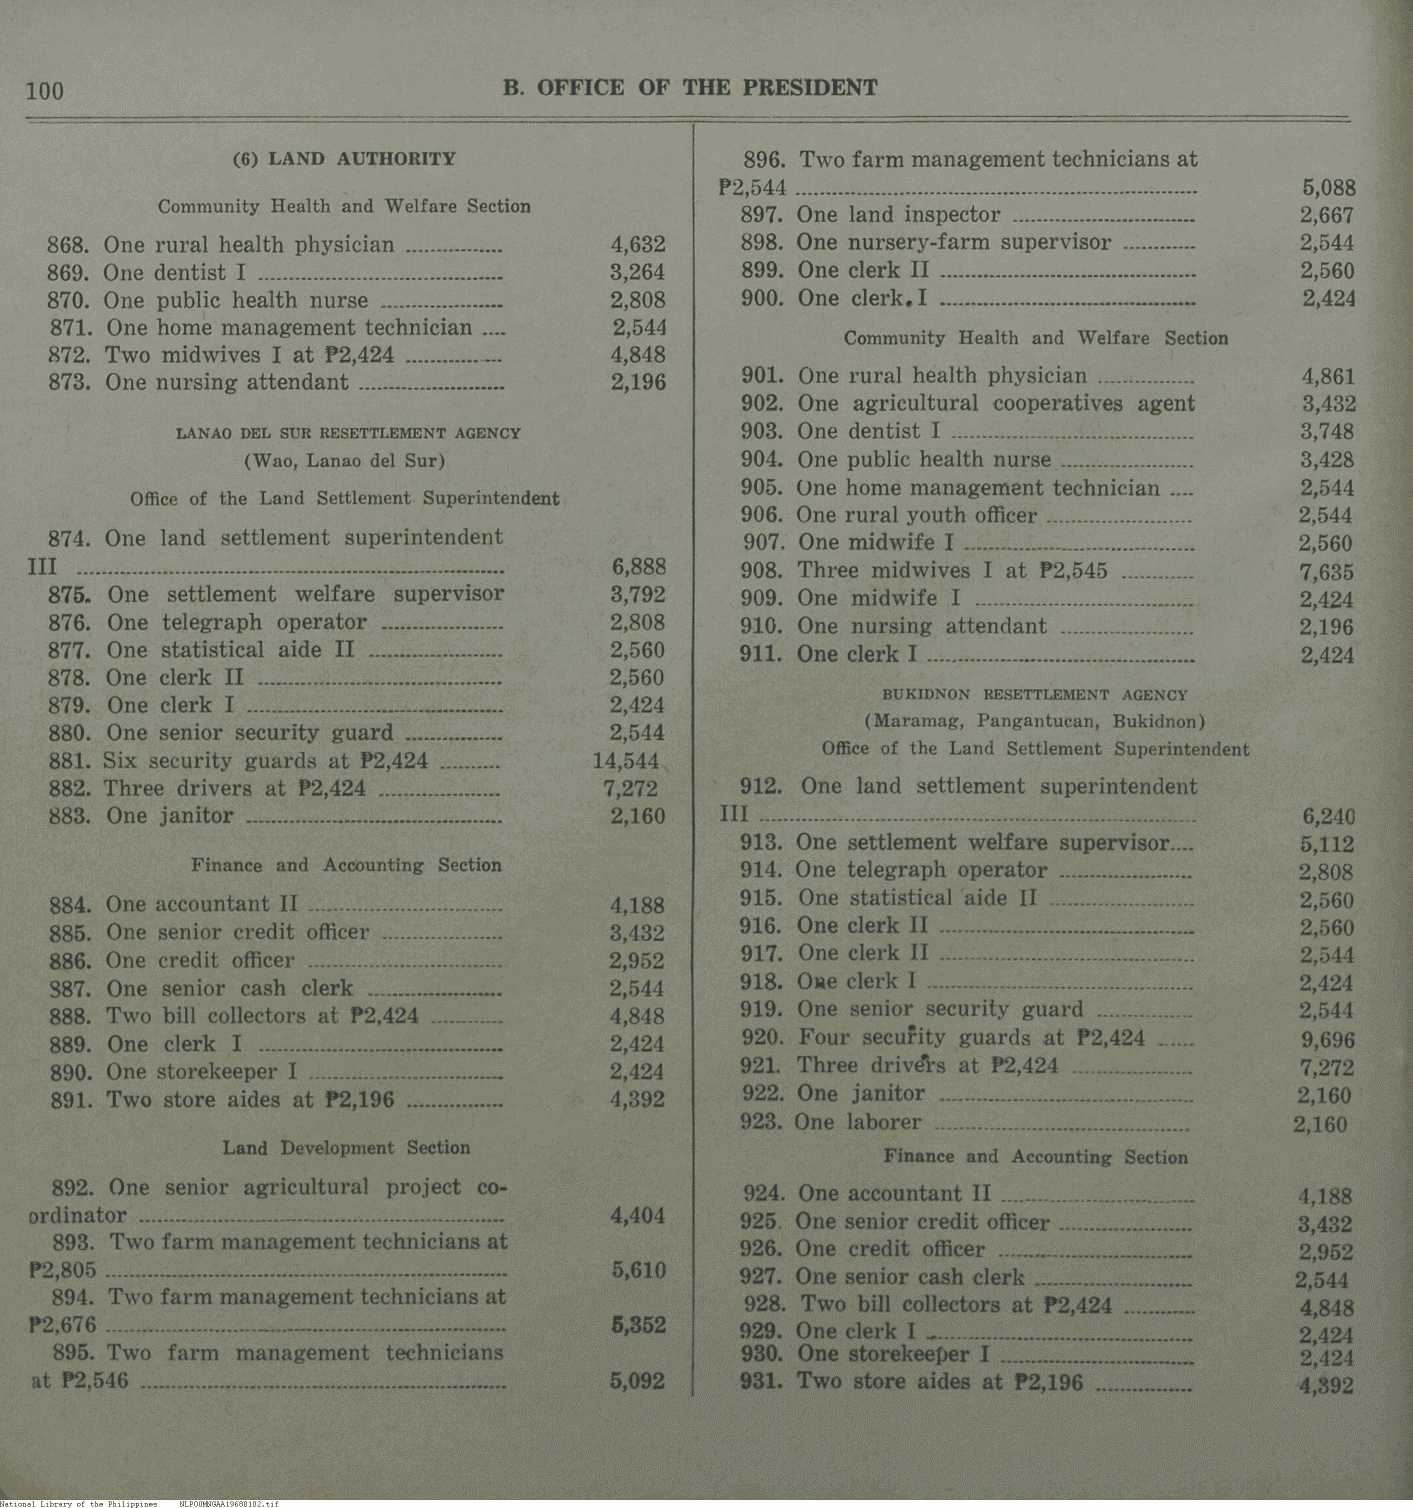 100
B. OFFICE OF THE PRESIDENT
(6) LAND AUTHORITY
Community Health and Welfare Section
868. One rural health physician ................ 4,632
869. One dentist I ........................................ 3,264
870. One public health nurse .................... 2,808
871. One home management technician .... 2,544
872. Two midwives I at ₱2,424 ................ 4,848
873. One nursing attendant ........................ 2,196
LANAO DEL SUR RESETTLEMENT AGENCY
(Wao, Lanao del Sur)
Office of the Land Settlement Superintendent
874. One land settlement superintendent
III ...................................................................... 6,888
875. One settlement welfare supervisor 3,792
876. One telegraph operator .................... 2,808
877. One statistical aide II ...................... 2,560
878. One clerk II ........................................ 2,560
879. One clerk I .......................................... 2,424
880. One senior security guard ................ 2,544
881. Six security guards at ₱2,424 .......... 14,544
882. Three drivers at ₱2,424 .................... 7,272
883. One janitor .......................................... 2,160
Finance and Accounting Section
884. One accountant II ................................ 4,188
885. One senior credit officer .................... 3,432
886. One credit officer ................................ 2,952
887. One senior cash clerk ...................... 2,544
888. Two bill collectors at ₱2,424 ............ 4,848
889. One clerk I ........................................ 2,424
890. One storekeeper I ................................ 2,424
891. Two store aides at ₱2,196 ................ 4,392
Land Development Section
892. One senior agricultural project co-
ordinator ............................................................ 4,404
893. Two farm management technicians at
₱2,805 .................................................................. 5,610
894. Two farm management technicians at
₱2,676 .................................................................. 5,352
895. Two farm management technicians
at ₱2,546 ............................................................ 5,092
896. Two farm management technicians at
₱2,544 .................................................................. 5,088
897. One land inspector .............................. 2,667
898. One nursery-farm supervisor ............ 2,544
899. One clerk II .......................................... 2,560
900. One clerk I .......................................... 2,424
Community Health and Welfare Section
901. One rural health physician ................ 4,861
902. One agricultural cooperatives agent 3,432
903. One dentist I ........................................ 3,748
904. One public health nurse ...................... 3,428
905. One home management technician .... 2,544
906. One rural youth officer ........................ 2,544
907. One midwife I ...................................... 2,560
908. Three midwives I at ₱2,545 ............ 7,635
909. One midwife I .................................... 2,424
910. One nursing attendant ...................... 2,196
911. One clerk I ............................................ 2,424
BUKIDNON RESETTLEMENT AGENCY
(Maramag, Pangantucan, Bukidnon)
Office of the Land Settlement Superintendent
912. One land settlement superintendent
III ........................................................................ 6,240
913. One settlement welfare supervisor.... 5,112
914. One telegraph operator ...................... 2,808
915. One statistical aide II ........................ 2,560
916. One clerk II .......................................... 2,560
917. One clerk II .......................................... 2,544
918. One clerk I ............................................ 2,424
919. One senior security guard ................ 2,544
920. Four security guards at ₱2,424 ...... 9,696
921. Three drivers at ₱2,424 .................... 7,272
922. One janitor .......................................... 2,160
923. One laborer .......................................... 2,160
Finance and Accounting Section
924. One accountant II ................................ 4,188
925. One senior credit officer ...................... 3,432
926. One credit officer ................................ 2,952
927. One senior cash clerk .......................... 2,544
928. Two bill collectors at ₱2,424 ............ 4,848
929. One clerk I ............................................ 2,424
930. One storekeeper I ................................ 2,424
931. Two store aides at ₱2,196 ................ 4,392
National Library of the Philippines NLPO0MNGAA19680102.tif